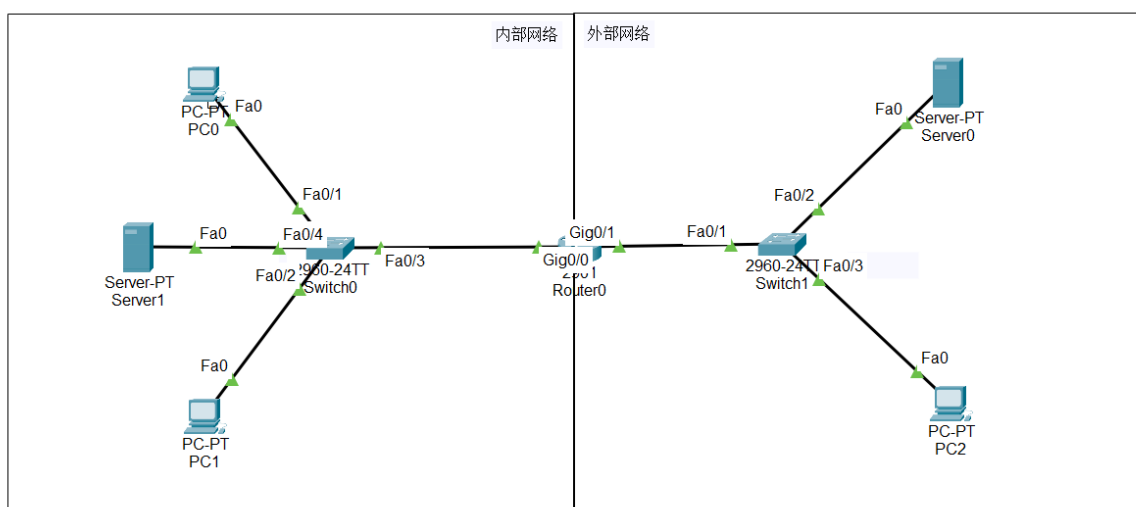 内部网络
外部网络
Fa0
PC-PT
PC0
Fa0
Server-PT
Server0
Fa0/1
Fa0/2
Fa0
Fa0/4
Fa0/3
2960-24TT
Switch0
Server-PT
Server1
Fa0/2
Gig0/1
Gig0/0
Router0
Fa0/1
2960-24TT
Switch1
Fa0/3
Fa0
PC-PT
PC1
Fa0
PC-PT
PC2